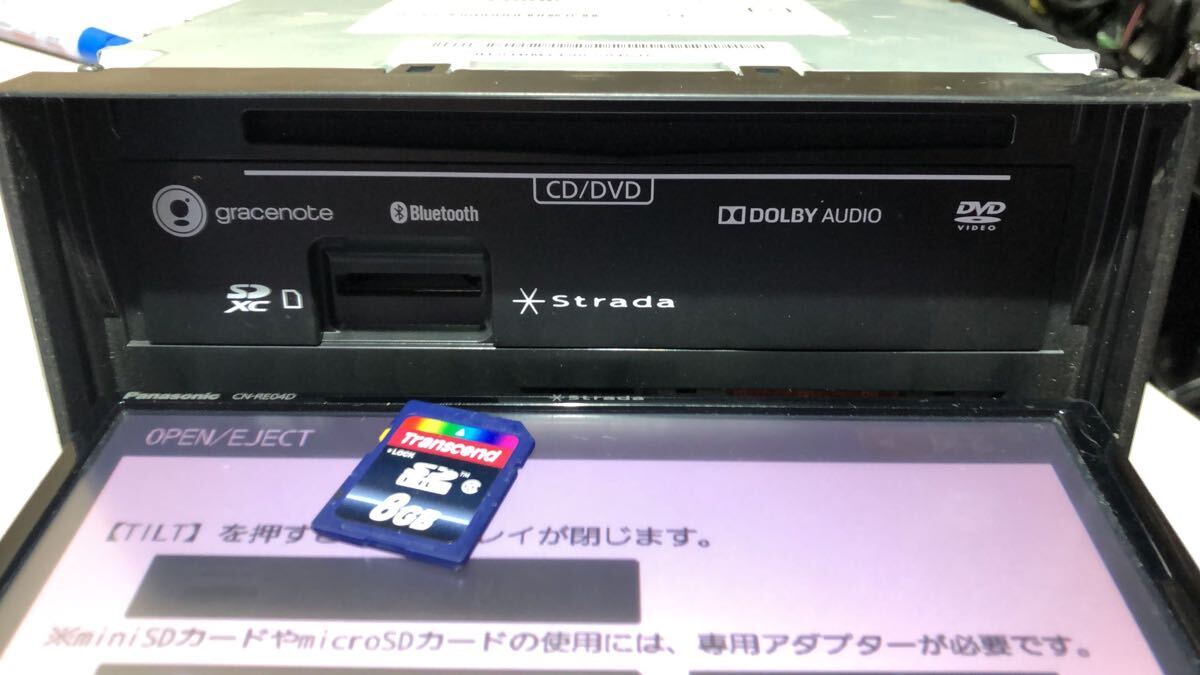 CD/DVD
gracenote
Bluetooth
DOLBY AUDIO
DVD
VIDEO
SD
XC
Strada
Panasonic CN-RE04D
Strada
OPEN/EJECT
Transcend
LOCK
8GB
【TILT】を押す レイが閉じます。
※miniSDカードやmicroSDカードの使用には、専用アダプターが必要です。